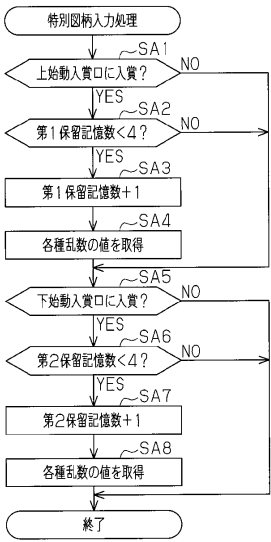 特別図柄入力処理
SA1
上始動入賞口に入賞?
NO
YES
SA2
第1保留記憶数<4?
NO
YES
SA3
第1保留記憶数+1
SA4
各種乱数の値を取得
SA5
下始動入賞口に入賞?
NO
YES
SA6
第2保留記憶数<4?
NO
YES
SA7
第2保留記憶数+1
SA8
各種乱数の値を取得
終了